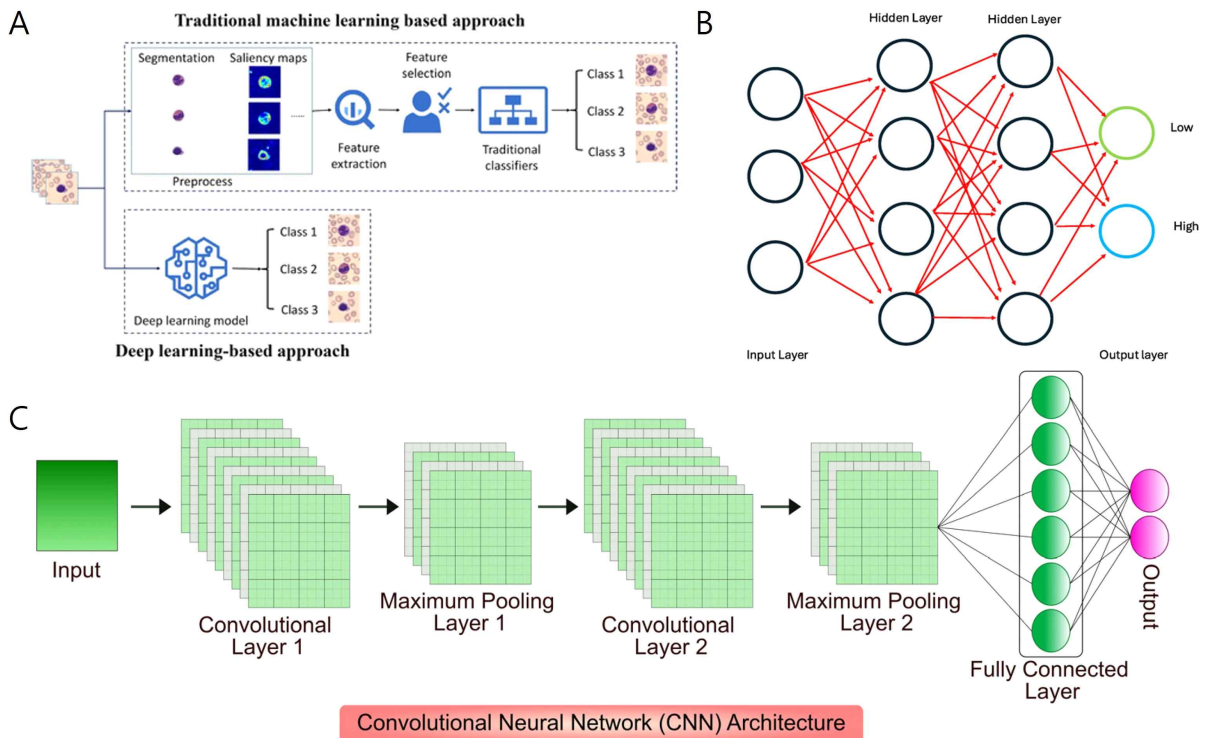 A
Traditional machine learning based approach
Segmentation
Saliency maps
......
Preprocess
Feature
extraction
Feature
selection
Traditional
classifiers
Class 1
Class 2
Class 3
Deep learning model
Class 1
Class 2
Class 3
Deep learning-based approach
B
Hidden Layer
Hidden Layer
Low
High
Input Layer
Output layer
C
Input
Convolutional
Layer 1
Maximum Pooling
Layer 1
Convolutional
Layer 2
Maximum Pooling
Layer 2
Fully Connected
Layer
Output
Convolutional Neural Network (CNN) Architecture